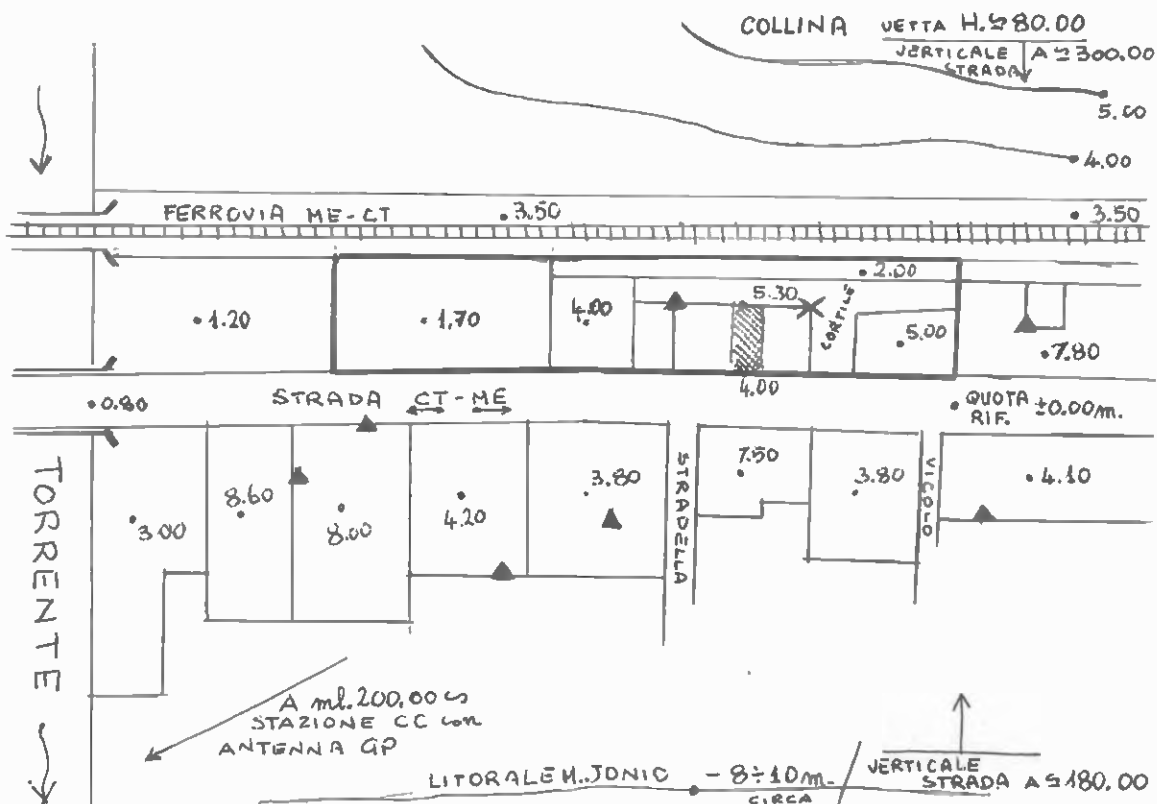 COLLINA VETTA H.≅80.00
VERTICALE A ≅300.00
STRADA
5.00
4.00
FERROVIA ME-CT 3.50 3.50
2.00
5.30
CORTILE
1.20 1.70 4.00 5.00
7.80
4.00
0.80 STRADA CT-ME QUOTA ±0.00m.
RIF.
STRADELLA
VICOLO
7.50
3.80 3.80 4.10
8.60 4.20
3.00 8.00
TORRENTE
A ml.200,00 cs
STAZIONE CC con
ANTENNA GP
LITORALE M. JONIO -8÷10m.
CIRCA
VERTICALE
STRADA A ≅180.00